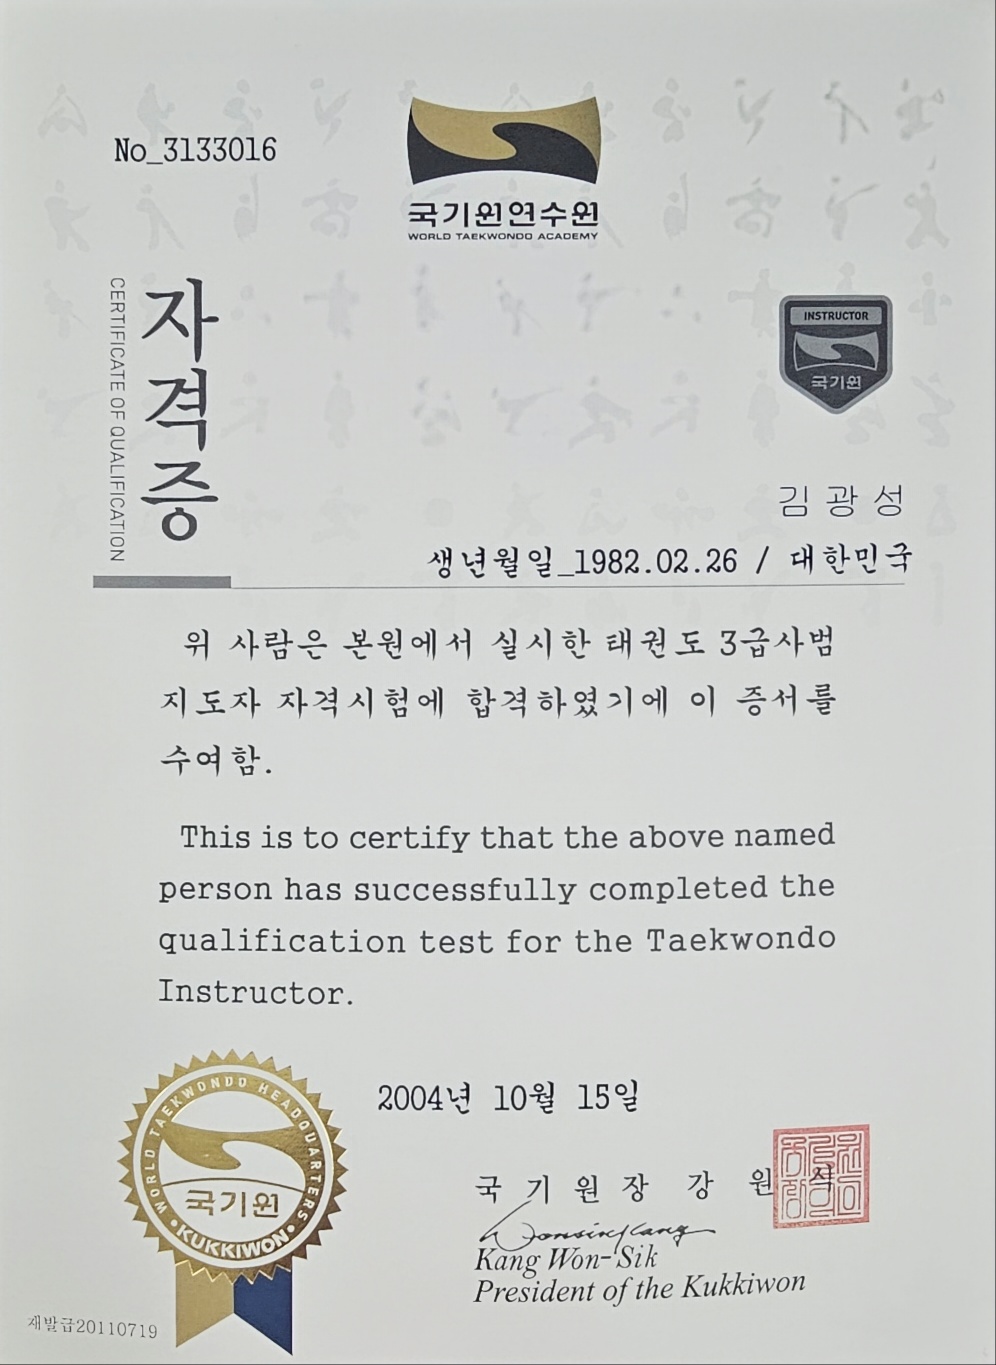 No_3133016
국기원연수원
WORLD TAEKWONDO ACADEMY
자격증
CERTIFICATE OF QUALIFICATION
INSTRUCTOR
국기원
김광성
생년월일_1982.02.26 / 대한민국
위 사람은 본원에서 실시한 태권도 3급사범
지도자 자격시험에 합격하였기에 이 증서를
수여함.
This is to certify that the above named
person has successfully completed the
qualification test for the Taekwondo
Instructor.
2004년 10월 15일
WORLD TAEKWONDO HEADQUARTERS
국기원
KUKKIWON
국기원장 강원식
Kang Won-Sik
President of the Kukkiwon
재발급20110719